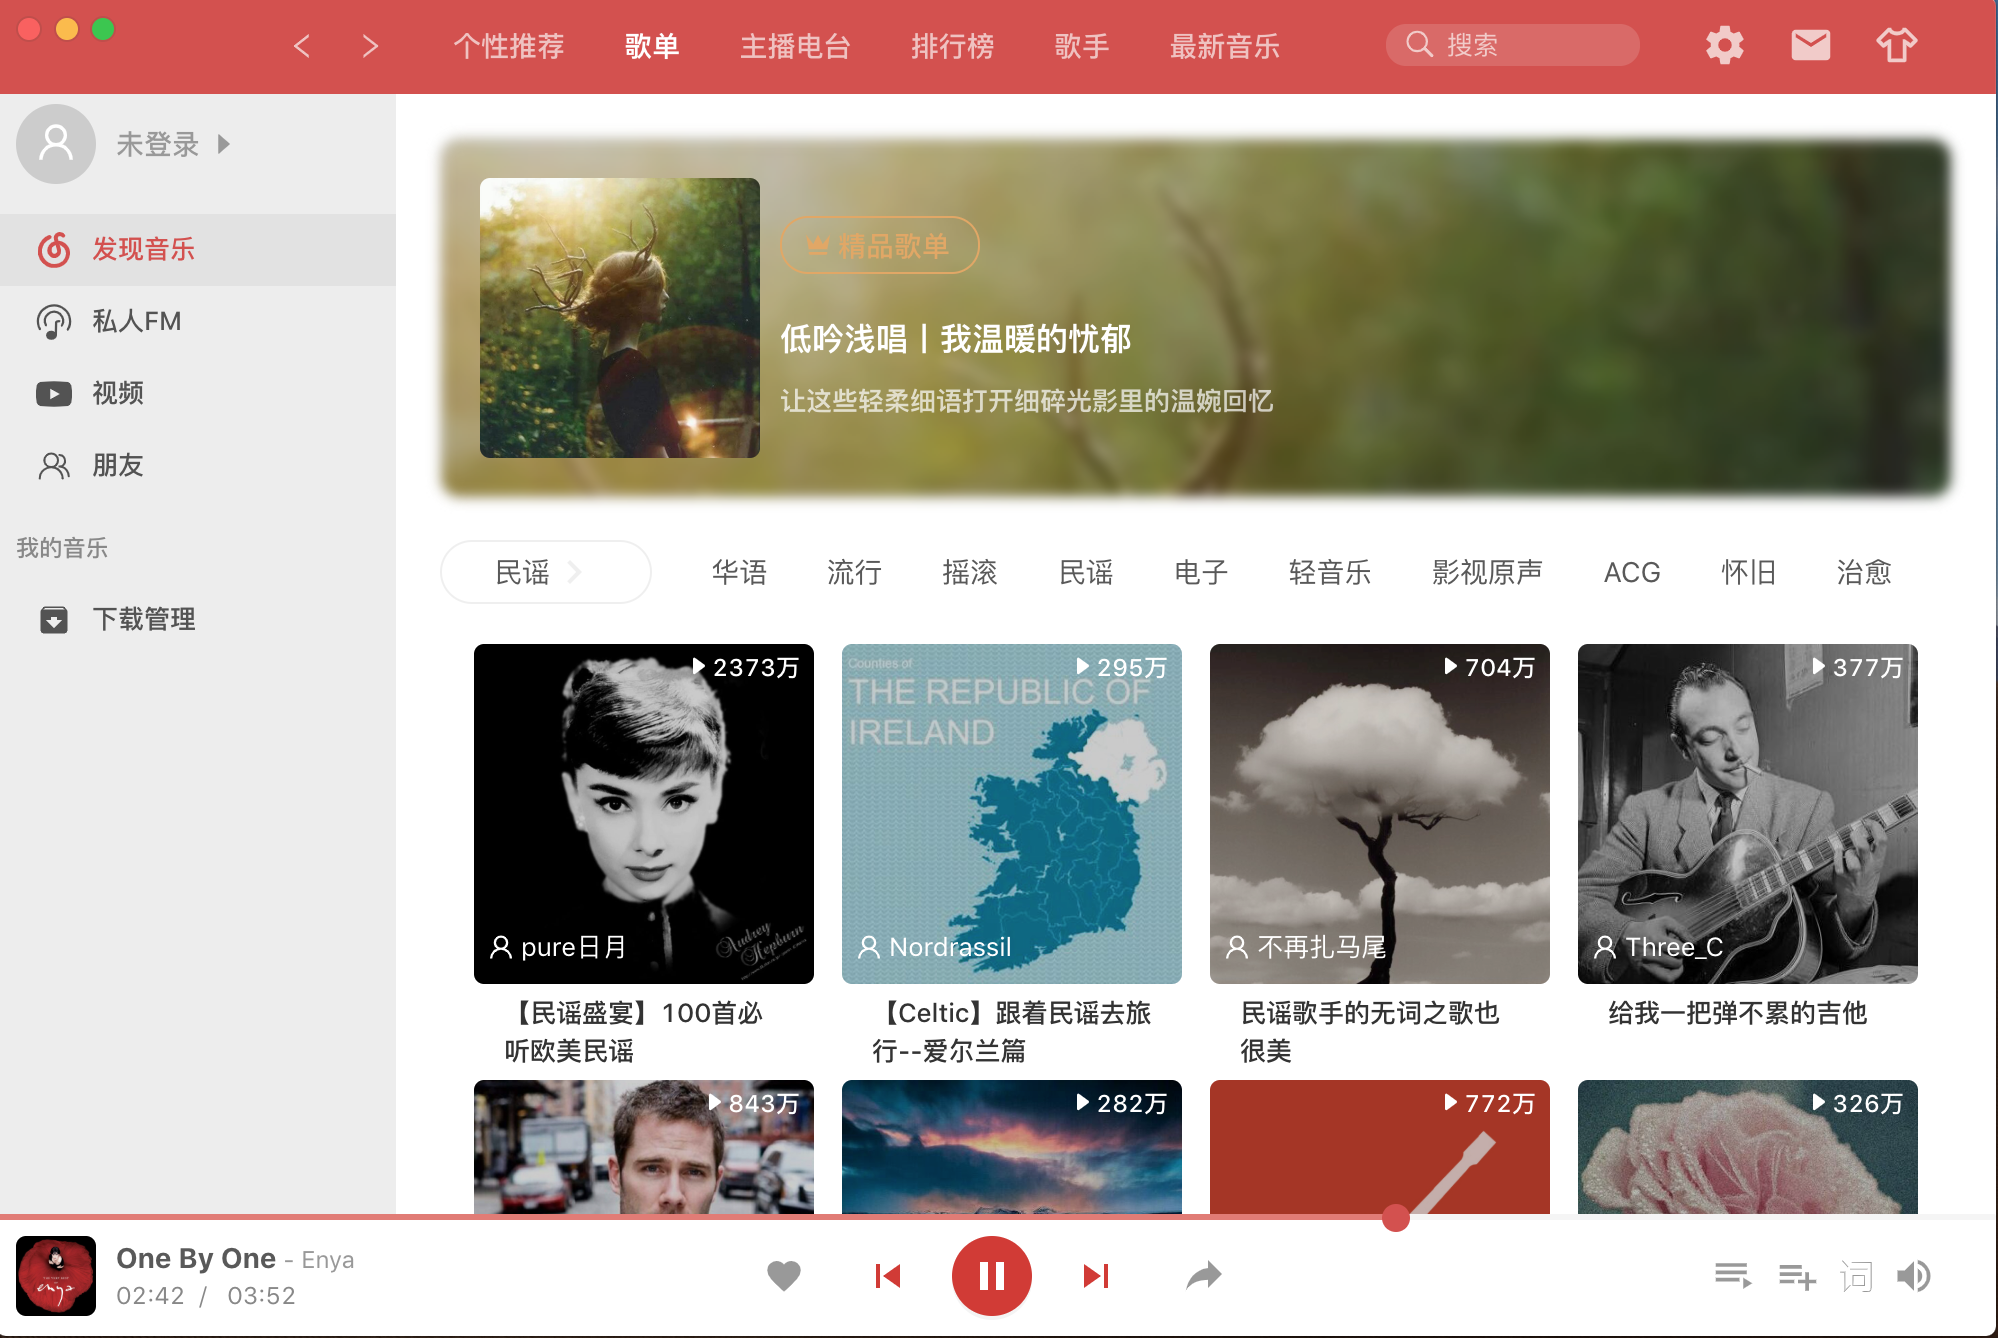 个性推荐 歌单 主播电台 排行榜 歌手 最新音乐 搜索
未登录
发现音乐
私人FM
视频
朋友
我的音乐
下载管理
精品歌单
低吟浅唱丨我温暖的忧郁
让这些轻柔细语打开细碎光影里的温婉回忆
民谣 华语 流行 摇滚 民谣 电子 轻音乐 影视原声 ACG 怀旧 治愈
2373万
Audrey
Hepburn
pure日月
【民谣盛宴】100首必
听欧美民谣
295万
Counties of
THE REPUBLIC OF
IRELAND
Nordrassil
【Celtic】跟着民谣去旅
行--爱尔兰篇
704万
不再扎马尾
民谣歌手的无词之歌也
很美
377万
Three_C
给我一把弹不累的吉他
843万
282万
772万
326万
enya
One By One - Enya
02:42 / 03:52
词